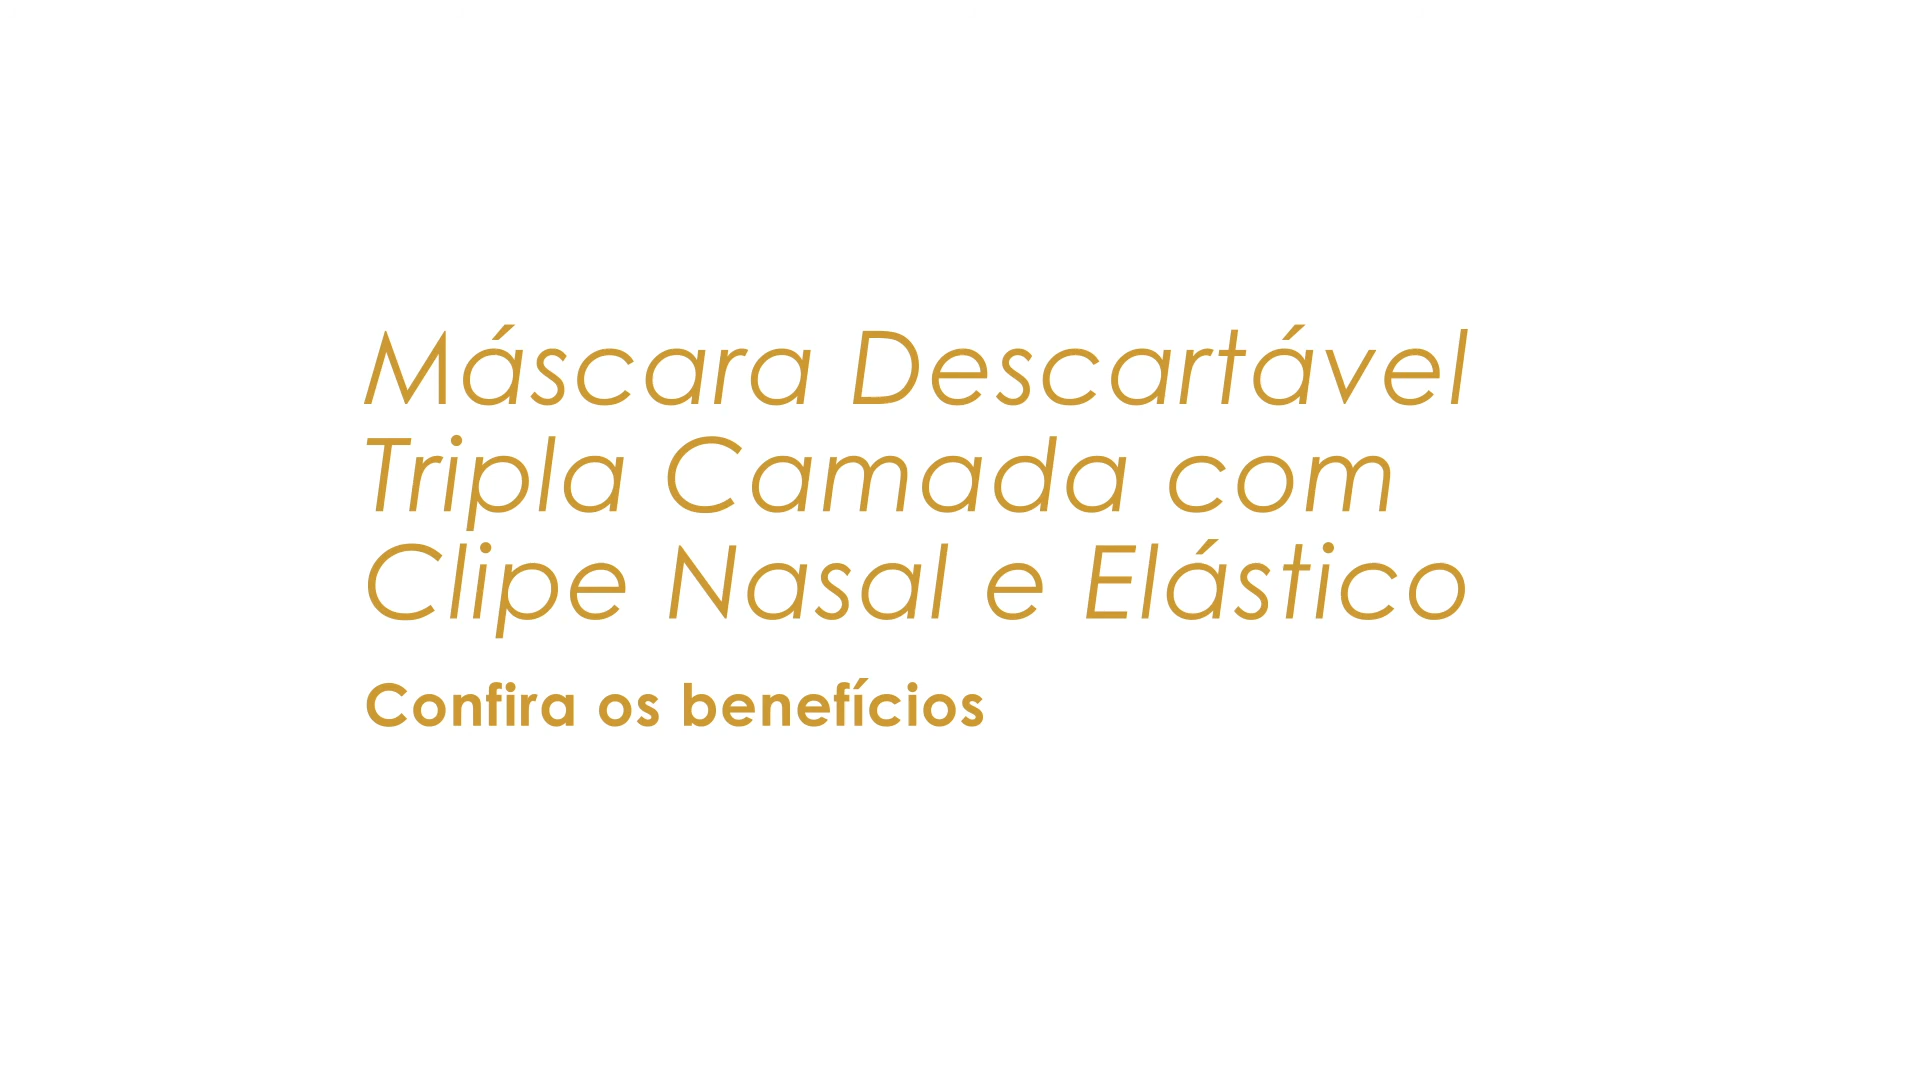 Máscara Descartável
Tripla Camada com
Clipe Nasal e Elástico
Confira os benefícios